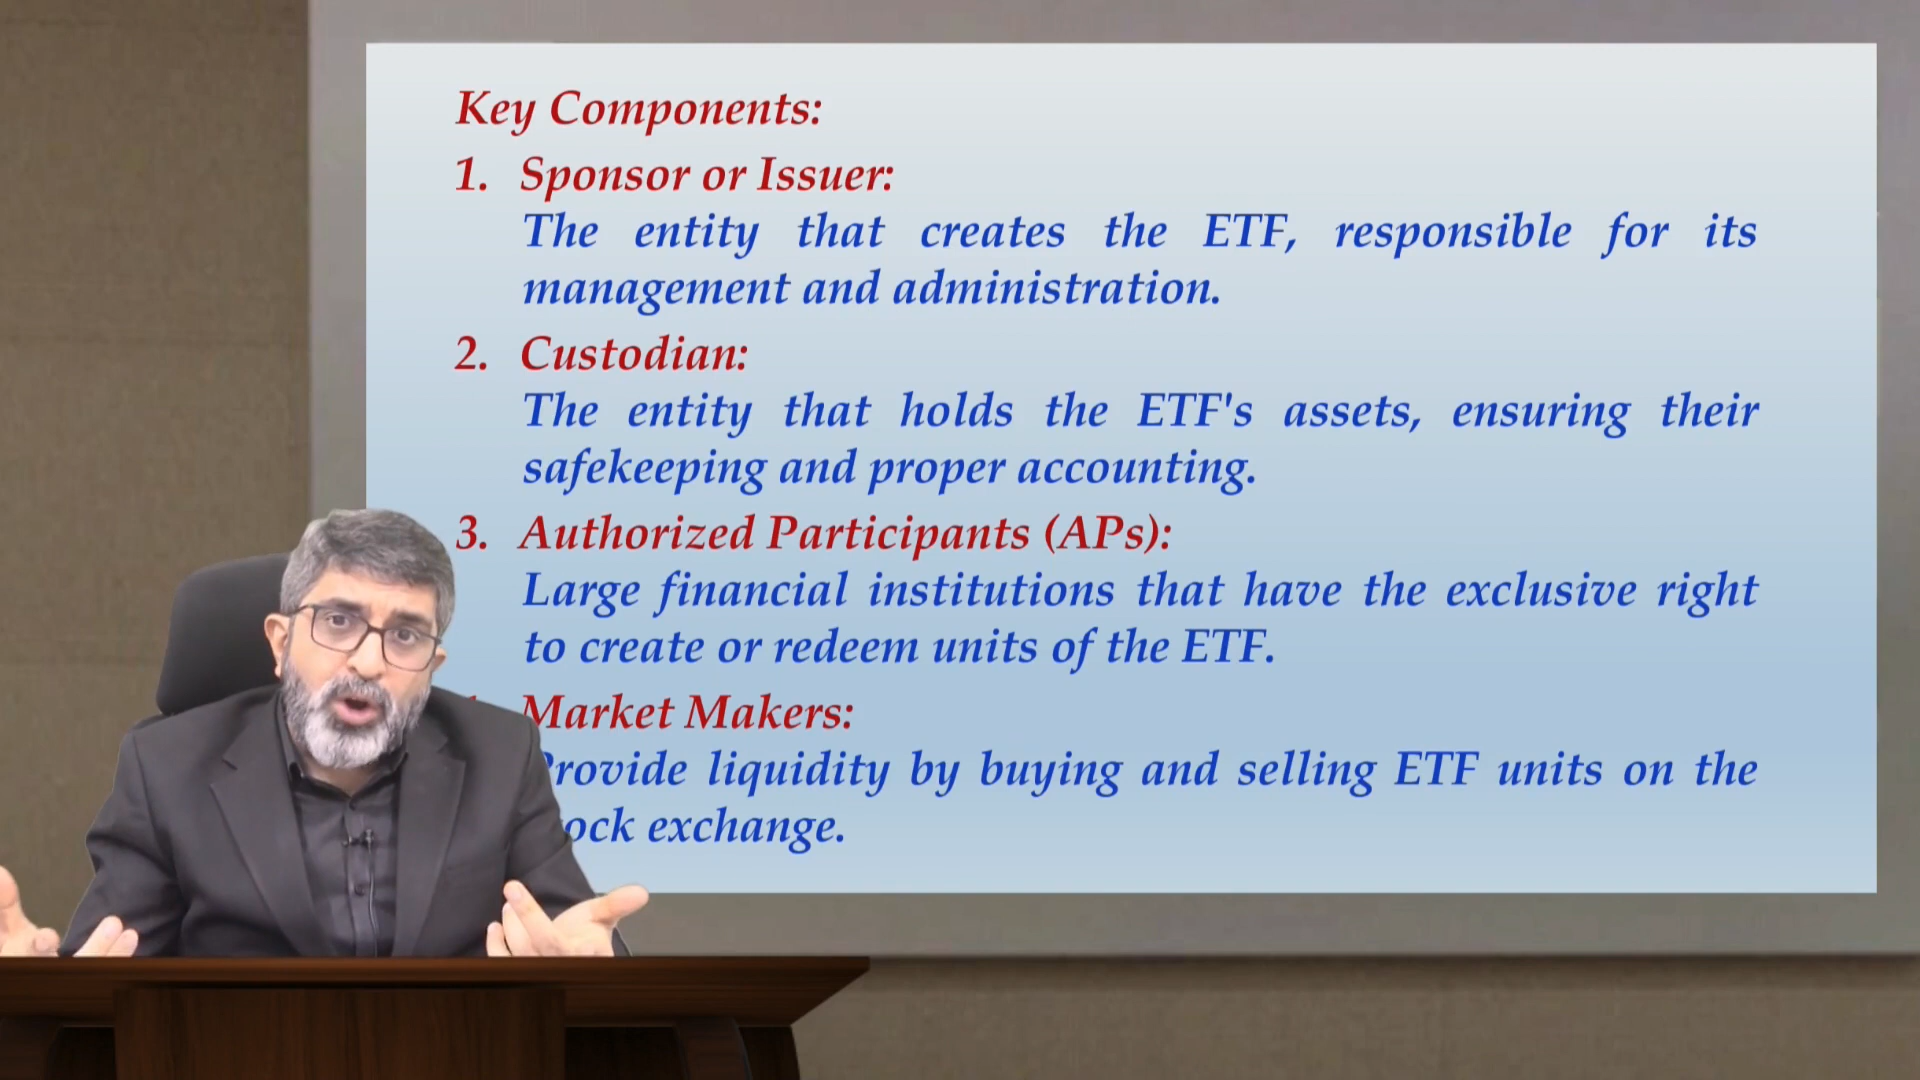 Key Components:
1. Sponsor or Issuer:
The entity that creates the ETF, responsible for its
management and administration.
2. Custodian:
The entity that holds the ETF's assets, ensuring their
safekeeping and proper accounting.
3. Authorized Participants (APs):
Large financial institutions that have the exclusive right
to create or redeem units of the ETF.
Market Makers:
Provide liquidity by buying and selling ETF units on the
exchange.